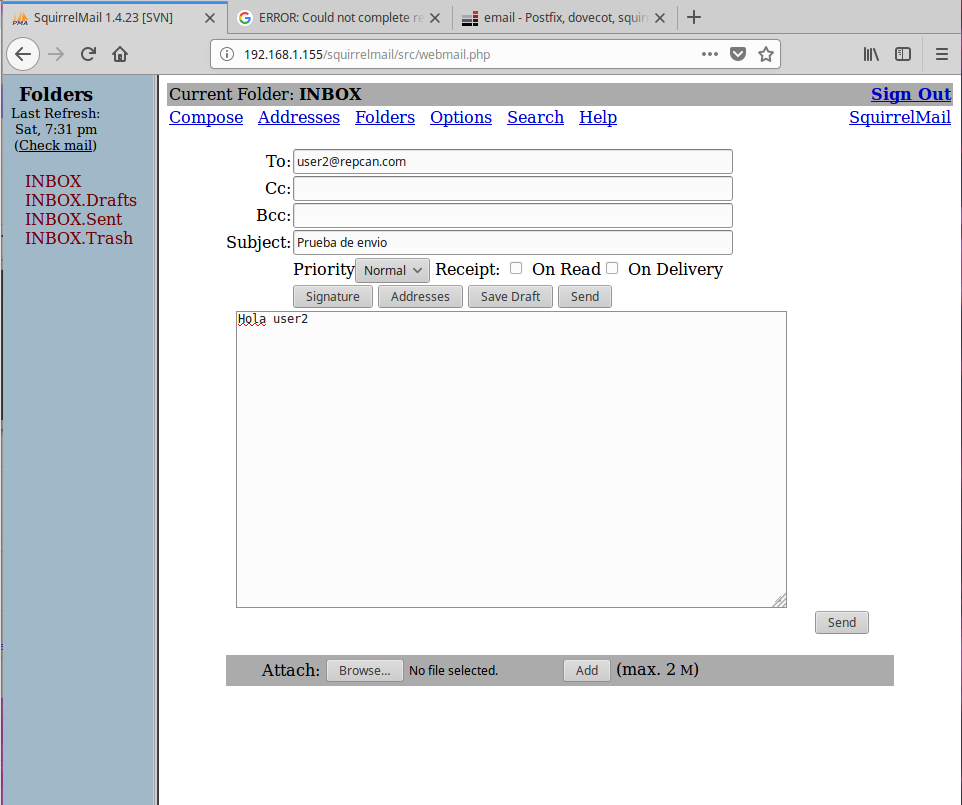 SquirrelMail 1.4.23 [SVN]
ERROR: Could not complete re
email - Postfix, dovecot, squir
192.168.1.155/squirrelmail/src/webmail.php
Folders
Last Refresh:
Sat, 7:31 pm
(Check mail)
INBOX
INBOX.Drafts
INBOX.Sent
INBOX.Trash
Current Folder: INBOX
Sign Out
Compose Addresses Folders Options Search Help
SquirrelMail
To: user2@repcan.com
Cc:
Bcc:
Subject: Prueba de envio
Priority Normal Receipt: On Read On Delivery
Signature Addresses Save Draft Send
Hola user2
Send
Attach: Browse... No file selected. Add (max. 2 M)